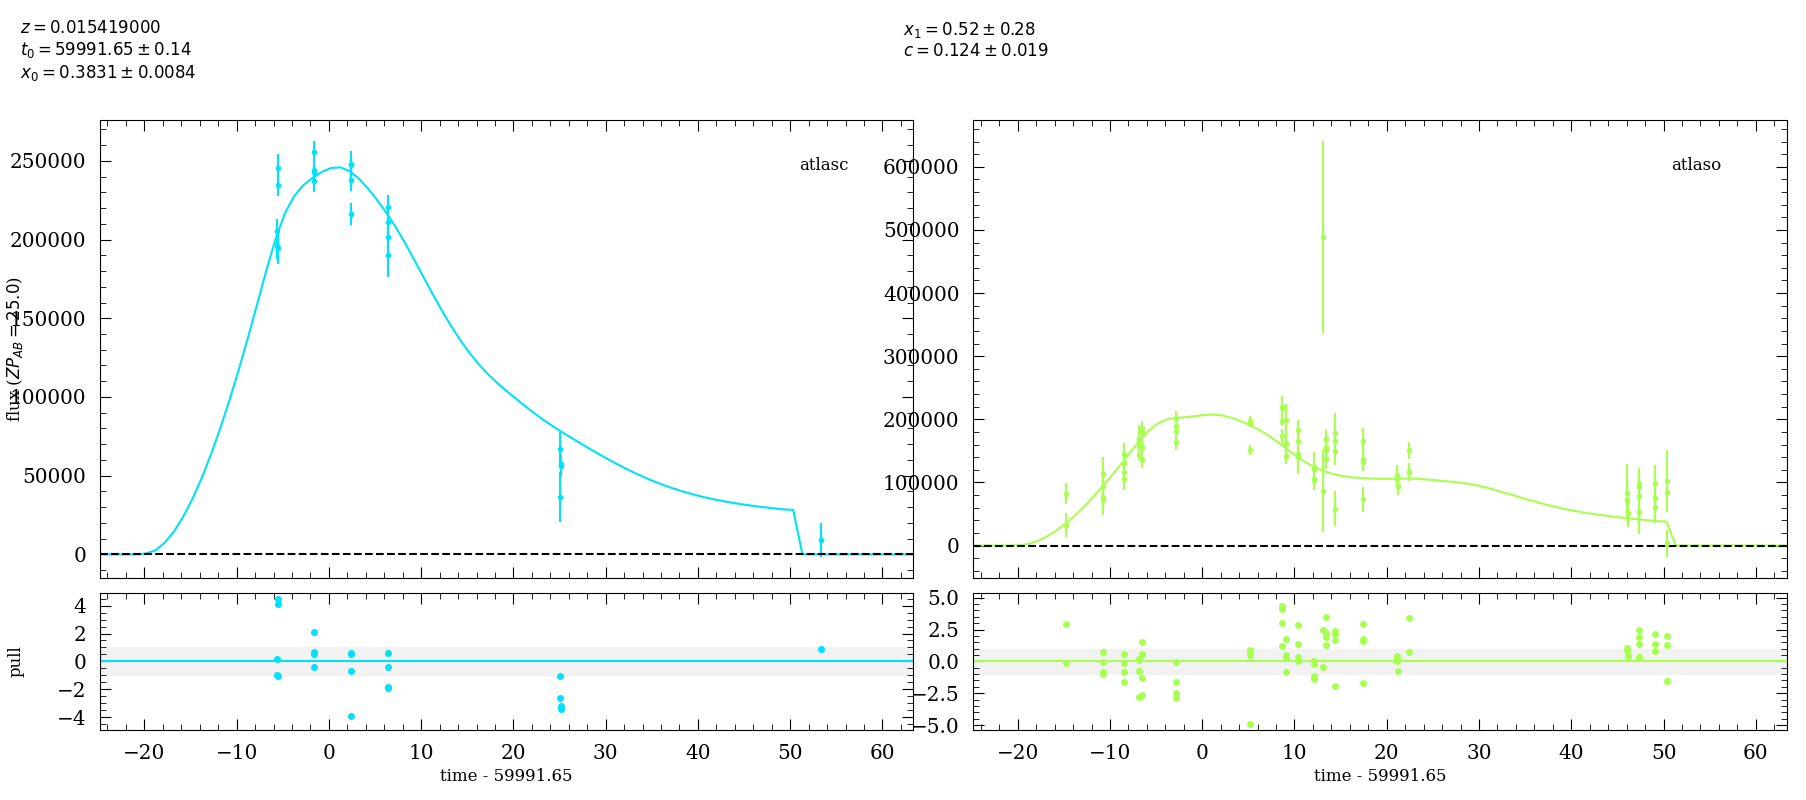 z = 0.015419000
t₀ = 59991.65 ± 0.14
x₀ = 0.3831 ± 0.0084
x₁ = 0.52 ± 0.28
c = 0.124 ± 0.019
atlasc
250000
200000
150000
100000
50000
0
flux (ZP_AB = 25.0)
atlaso
600000
500000
400000
300000
200000
100000
0
4
2
0
−2
−4
pull
−20 −10 0 10 20 30 40 50 60
time - 59991.65
5.0
2.5
0.0
−2.5
−5.0
−20 −10 0 10 20 30 40 50 60
time - 59991.65